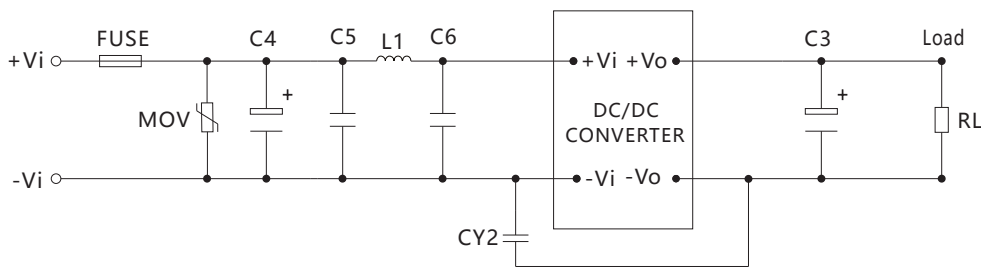 FUSE
C4
C5
L1
C6
C3
Load
+Vi
+Vi
+Vo
+
+
MOV
DC/DC
CONVERTER
RL
-Vi
-Vi
-Vo
CY2